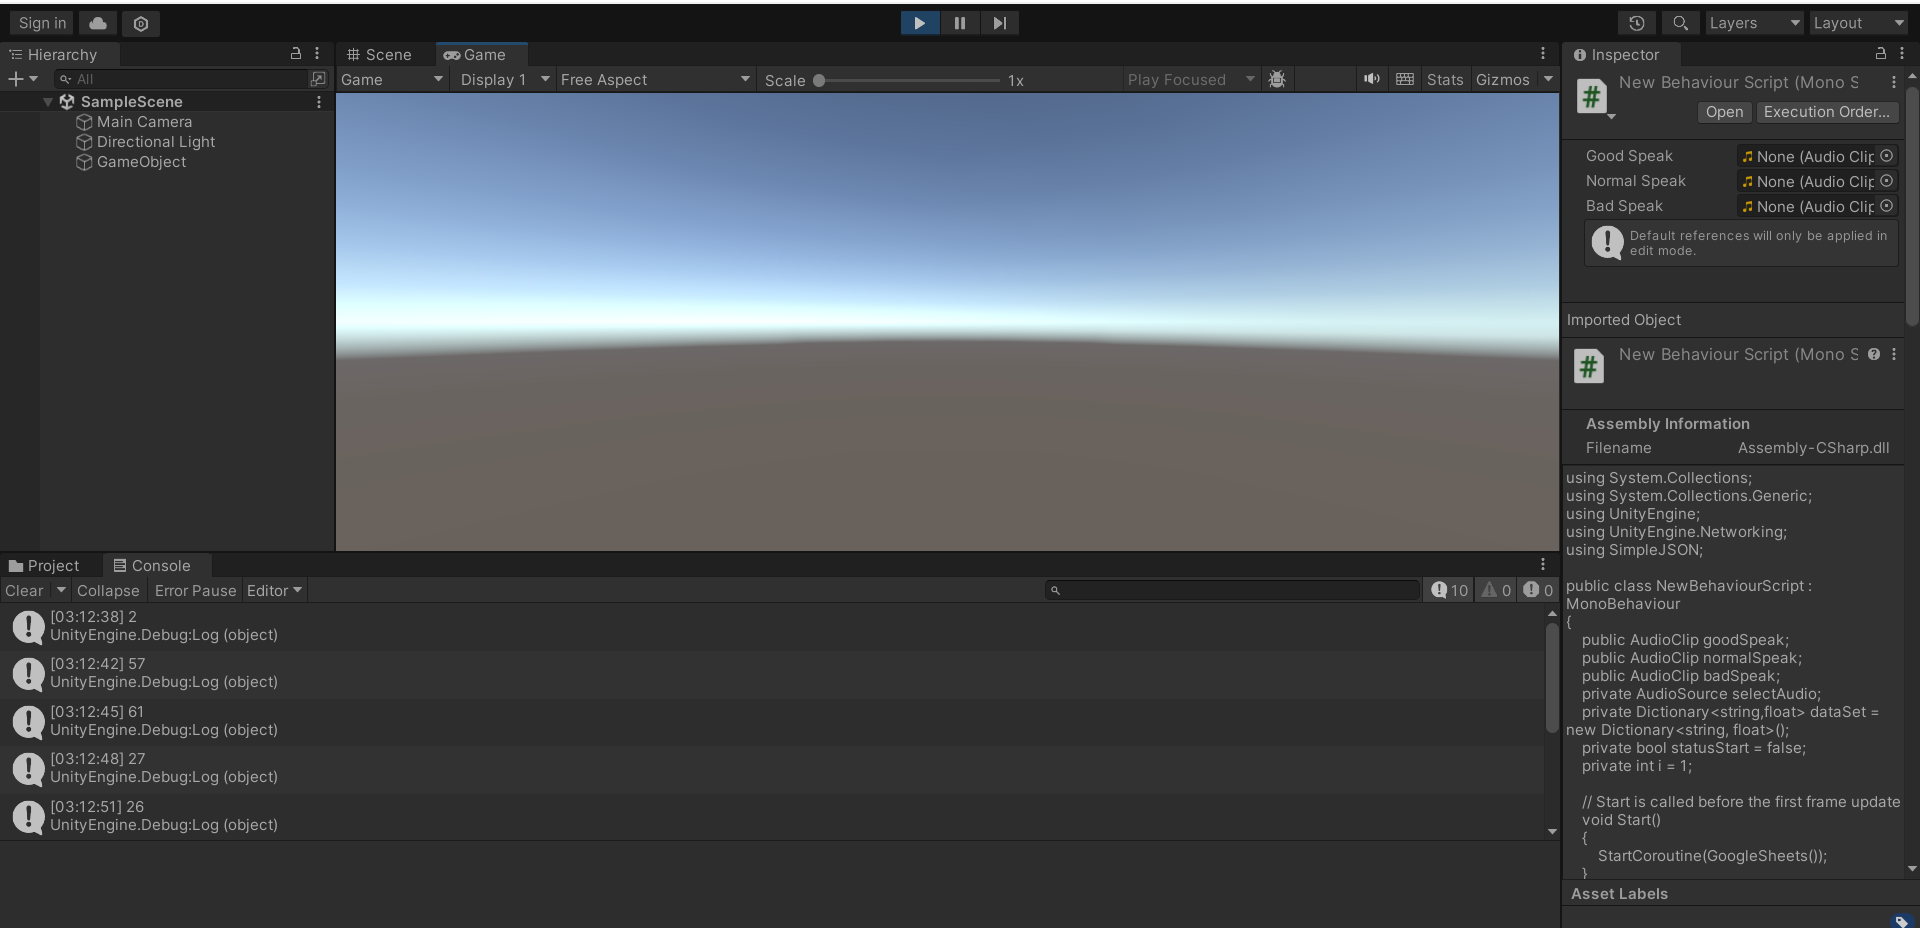 Sign in
Layers
Layout
Hierarchy
Scene
Game
Inspector
All
Game
Display 1
Free Aspect
Scale
1x
Play Focused
Stats
Gizmos
SampleScene
Main Camera
Directional Light
GameObject
New Behaviour Script (Mono S
Open
Execution Order...
Good Speak
None (Audio Clip
Normal Speak
None (Audio Clip
Bad Speak
None (Audio Clip
Default references will only be applied in
edit mode.
Imported Object
New Behaviour Script (Mono S
Assembly Information
Filename
Assembly-CSharp.dll
using System.Collections;
using System.Collections.Generic;
using UnityEngine;
using UnityEngine.Networking;
using SimpleJSON;
public class NewBehaviourScript :
MonoBehaviour
{
public AudioClip goodSpeak;
public AudioClip normalSpeak;
public AudioClip badSpeak;
private AudioSource selectAudio;
private Dictionary<string,float> dataSet =
new Dictionary<string, float>();
private bool statusStart = false;
private int i = 1;
// Start is called before the first frame update
void Start()
{
StartCoroutine(GoogleSheets());
}
Asset Labels
Project
Console
Clear
Collapse
Error Pause
Editor
10
0
0
[03:12:38] 2
UnityEngine.Debug:Log (object)
[03:12:42] 57
UnityEngine.Debug:Log (object)
[03:12:45] 61
UnityEngine.Debug:Log (object)
[03:12:48] 27
UnityEngine.Debug:Log (object)
[03:12:51] 26
UnityEngine.Debug:Log (object)